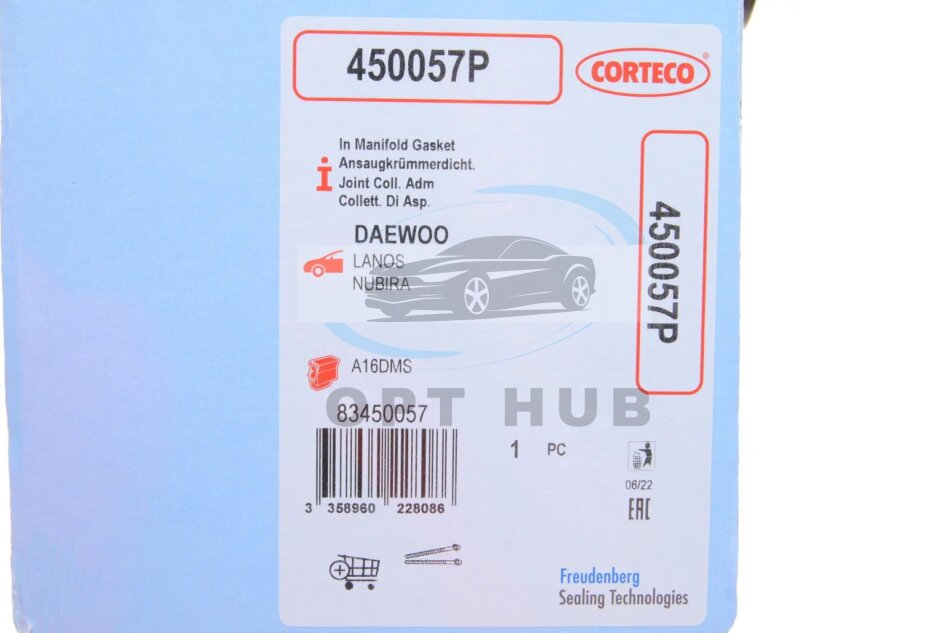 450057P
CORTECO®
In Manifold Gasket
Ansaugkrümmerdicht.
Joint Coll. Adm
Collett. Di Asp.
450057P
DAEWOO
LANOS
NUBIRA
A16DMS
OPT HUB
83450057
1 PC
3 358960 228086
06/22
EAC
Freudenberg
Sealing Technologies